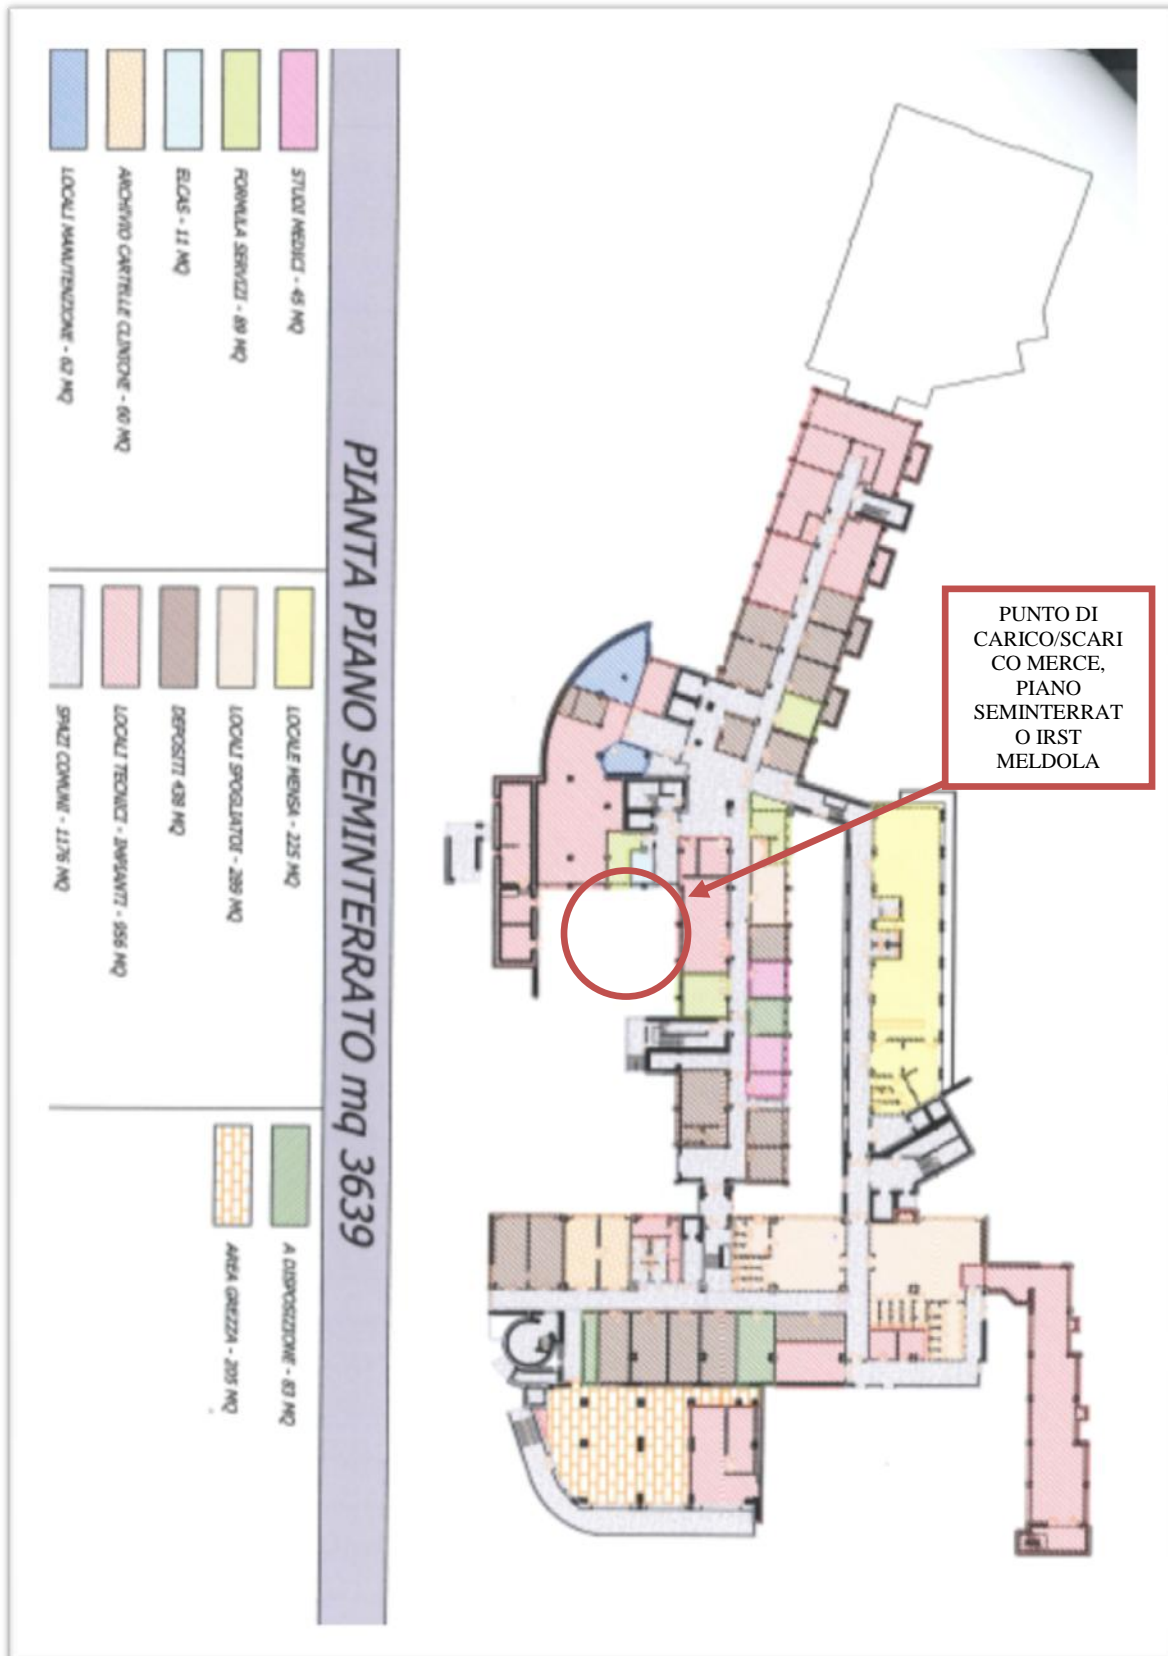 PIANTA PIANO SEMINTERRATO mq 3639
STUDI MEDICI - 45 MQ
FORMULA SERVIZI - 89 MQ
ELCAS - 11 MQ
ARCHIVIO CARTELLE CLINICHE - 60 MQ
LOCALI MANUTENZIONE - 62 MQ
LOCALE MENSA - 225 MQ
LOCALI SPOGLIATOI - 289 MQ
DEPOSITI 438 MQ
LOCALI TECNICI - IMPIANTI - 956 MQ
SPAZI COMUNI - 1176 MQ
A DISPOSIZIONE - 83 MQ
AREA GREZZA - 205 MQ
PUNTO DI
CARICO/SCARI
CO MERCE,
PIANO
SEMINTERRAT
O IRST
MELDOLA